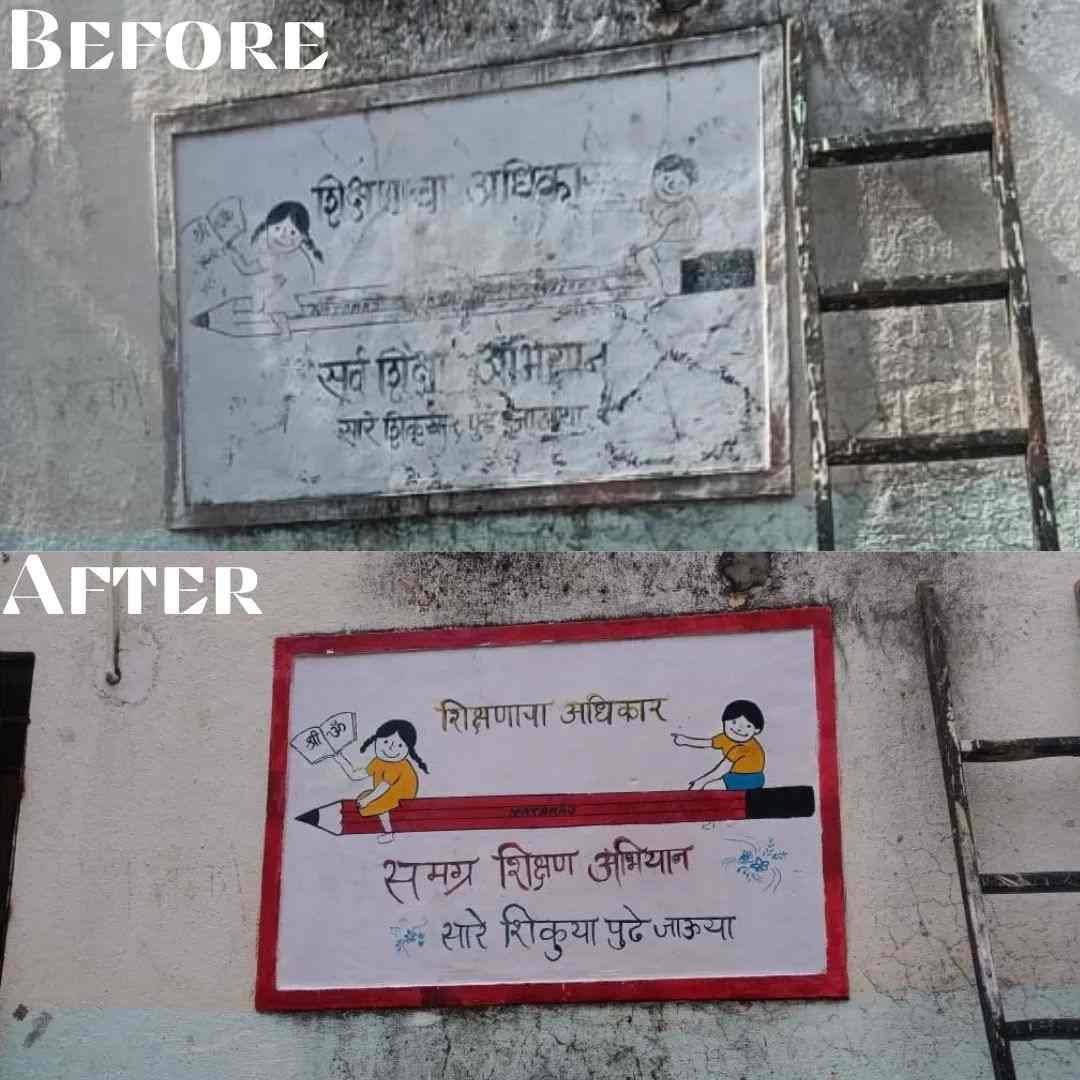 BEFORE
शिक्षणाचा अधिकार
श्री ॐ
सर्व शिक्षा अभियान
सारे शिकुया पुढे जाऊया
AFTER
शिक्षणाचा अधिकार
श्री ॐ
NATARAJ
समग्र शिक्षण अभियान
सारे शिकुया पुढे जाऊया